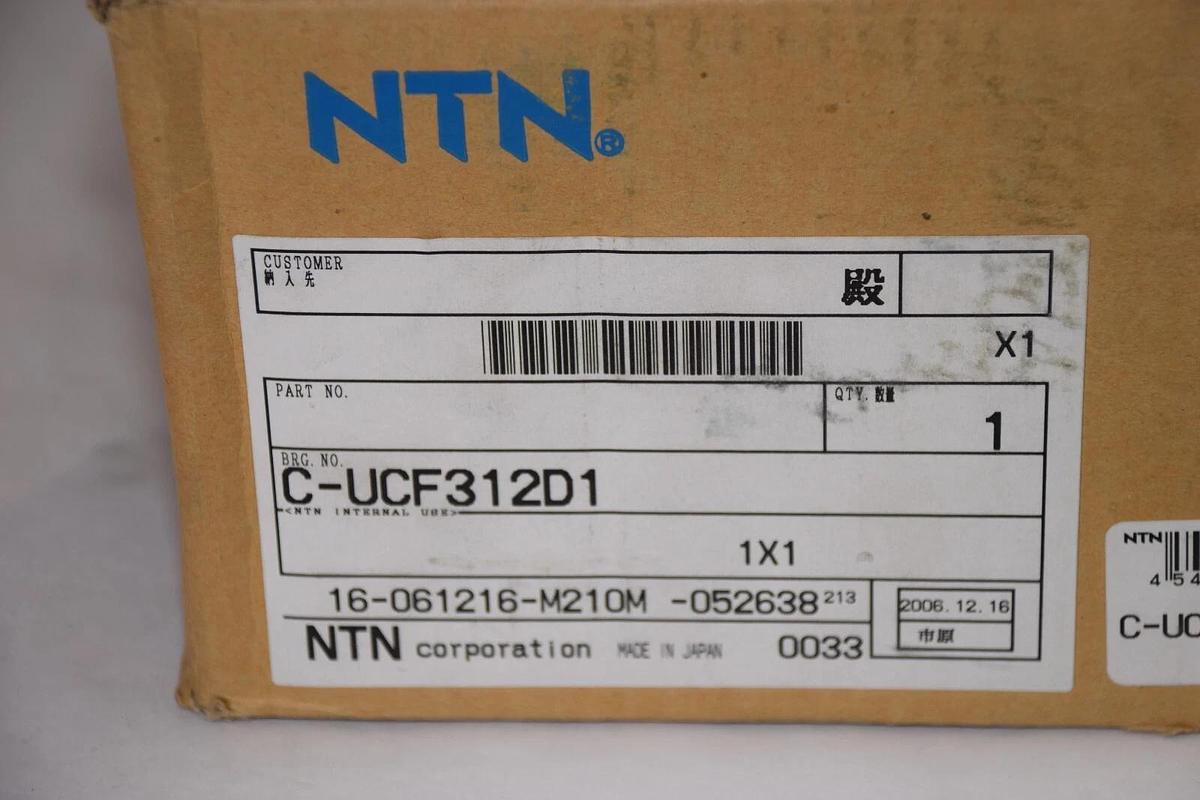 NTN®
CUSTOMER
納入先
殿
X1
PART NO.
QTY. 数量
1
BRG. NO.
C-UCF312D1
<NTN INTERNAL USE>
1X1
16-061216-M210M -052638 213
2006.12.16
市原
NTN corporation MADE IN JAPAN 0033
NTN
4 54
C-UC